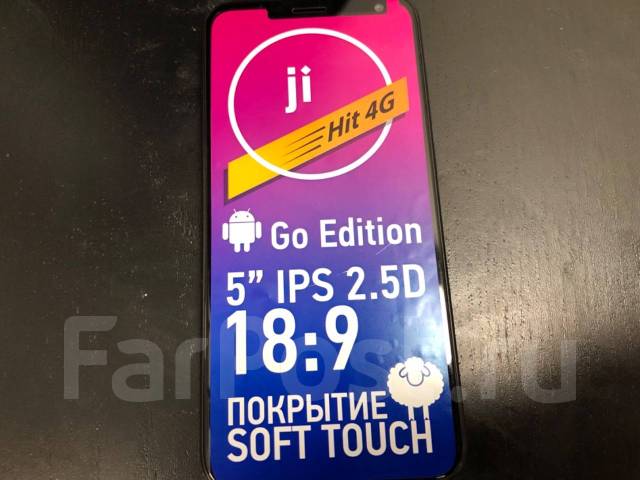 ji
Hit 4G
Go Edition
5” IPS 2.5D
18:9
FarPost.ru
ПОКРЫТИЕ
SOFT TOUCH